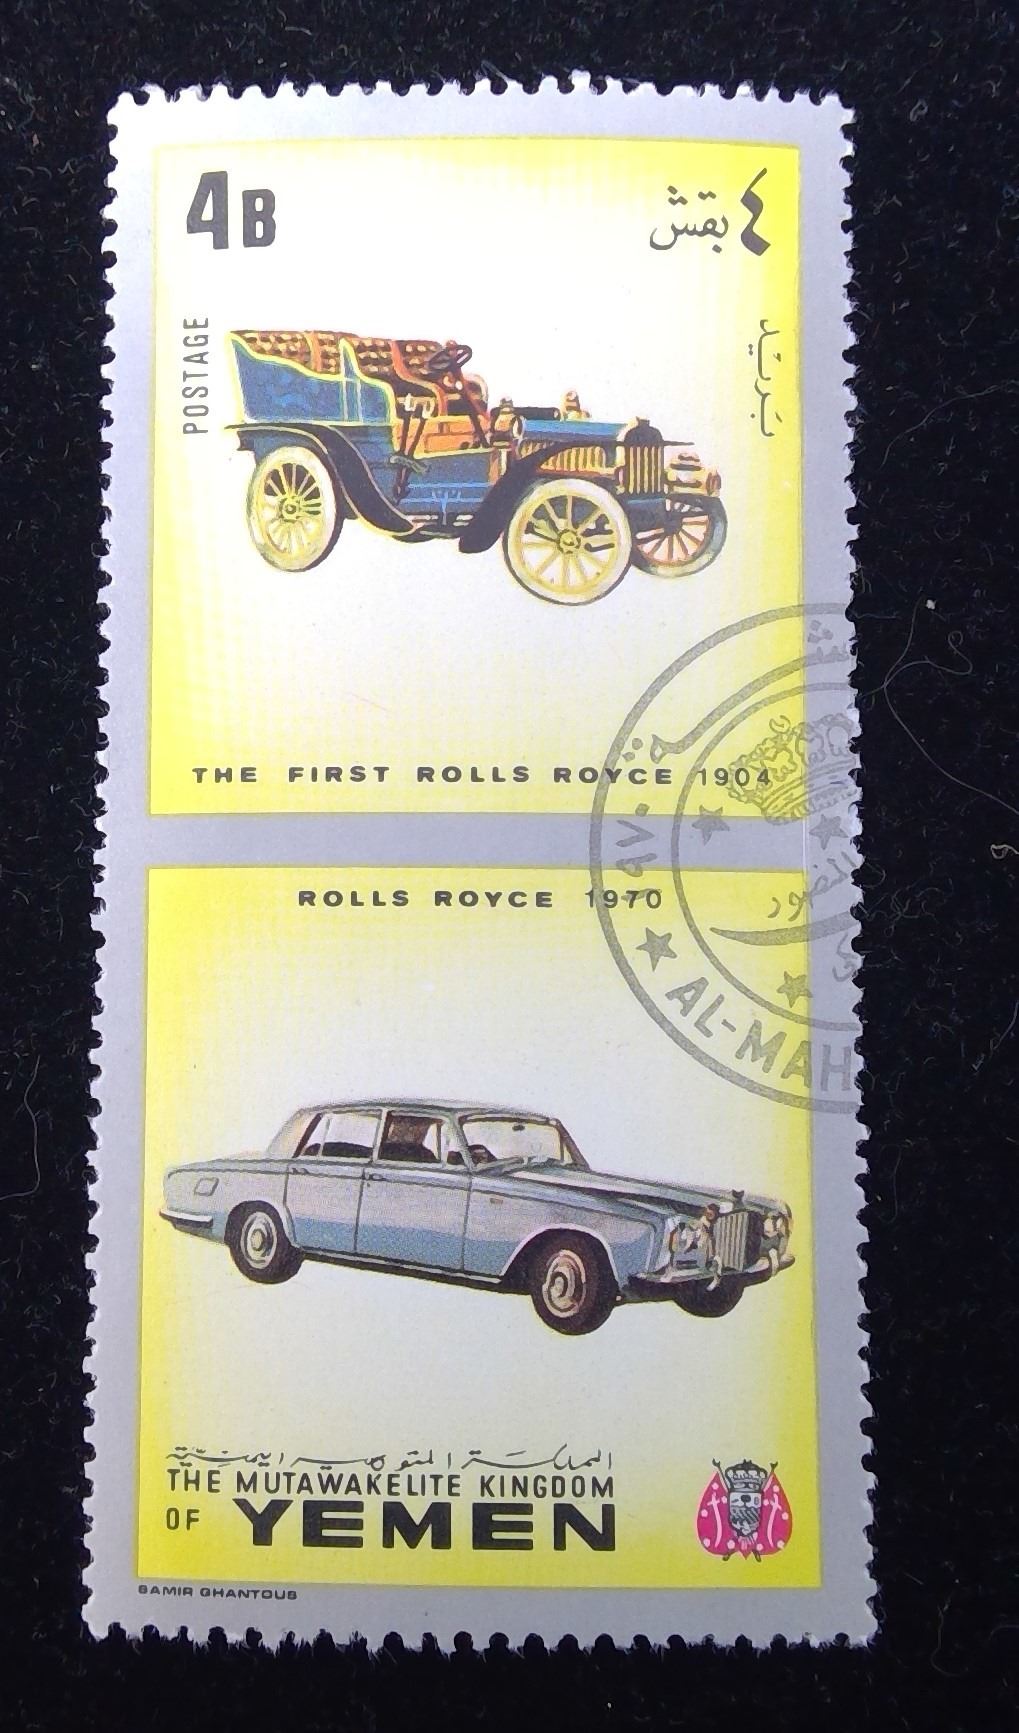 4B
٤ بقش
POSTAGE
بريد
THE FIRST ROLLS ROYCE 1904
ROLLS ROYCE 1970
AL-MAH
المملكة المتوكلية اليمنية
THE MUTAWAKELITE KINGDOM
OF YEMEN
SAMIR GHANTOUS